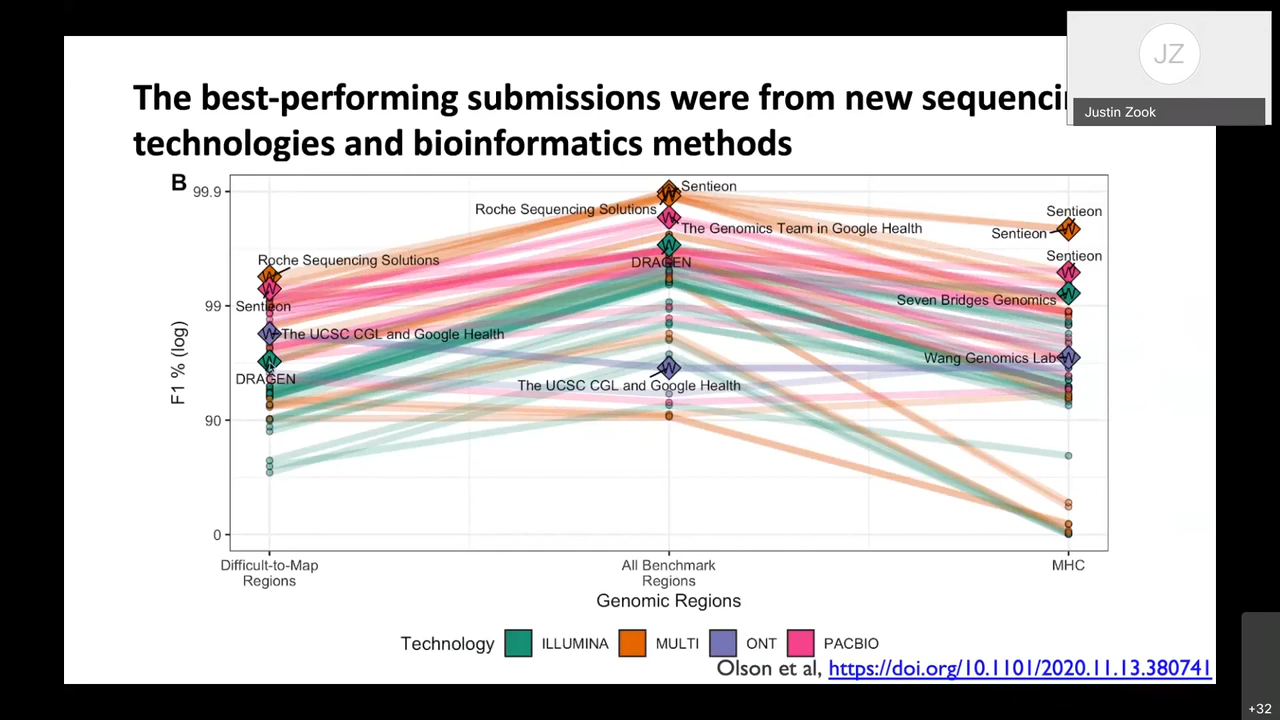 JZ
Justin Zook
The best-performing submissions were from new sequenci
technologies and bioinformatics methods
B
99.9
99
90
0
F1 % (log)
Sentieon
Roche Sequencing Solutions
The Genomics Team in Google Health
DRAGEN
Sentieon
Sentieon
Sentieon
Roche Sequencing Solutions
Sentieon
Seven Bridges Genomics
The UCSC CGL and Google Health
Wang Genomics Lab
DRAGEN
The UCSC CGL and Google Health
Difficult-to-Map
Regions
All Benchmark
Regions
MHC
Genomic Regions
Technology ILLUMINA MULTI ONT PACBIO
Olson et al, https://doi.org/10.1101/2020.11.13.380741
+32